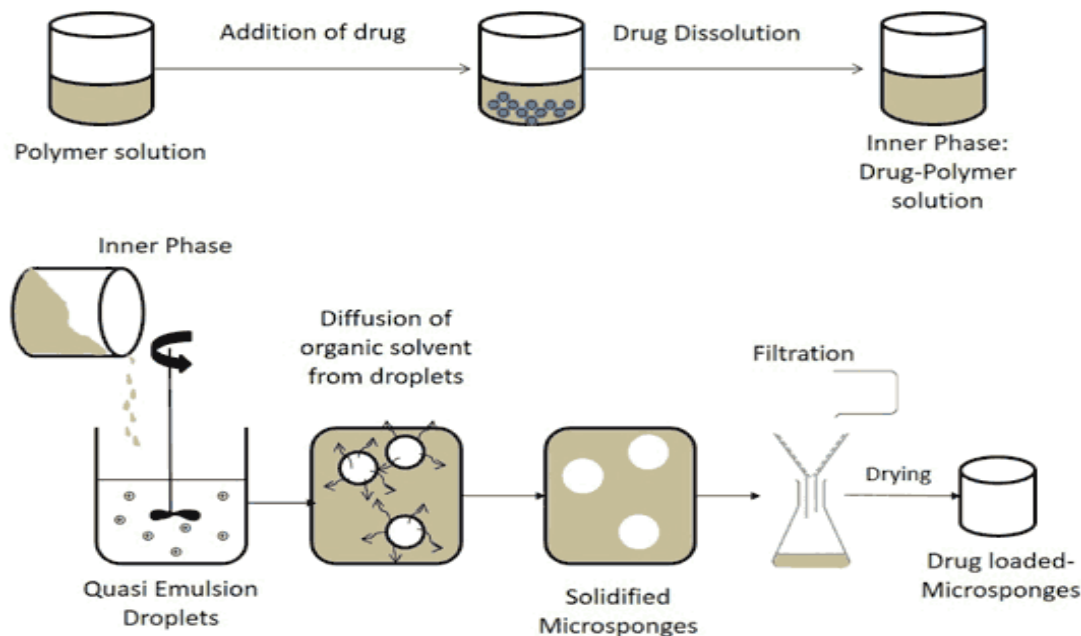 Addition of drug
Drug Dissolution
Polymer solution
Inner Phase:
Drug-Polymer
solution
Inner Phase
Diffusion of
organic solvent
from droplets
Filtration
Drying
Quasi Emulsion
Droplets
Solidified
Microsponges
Drug loaded-
Microsponges